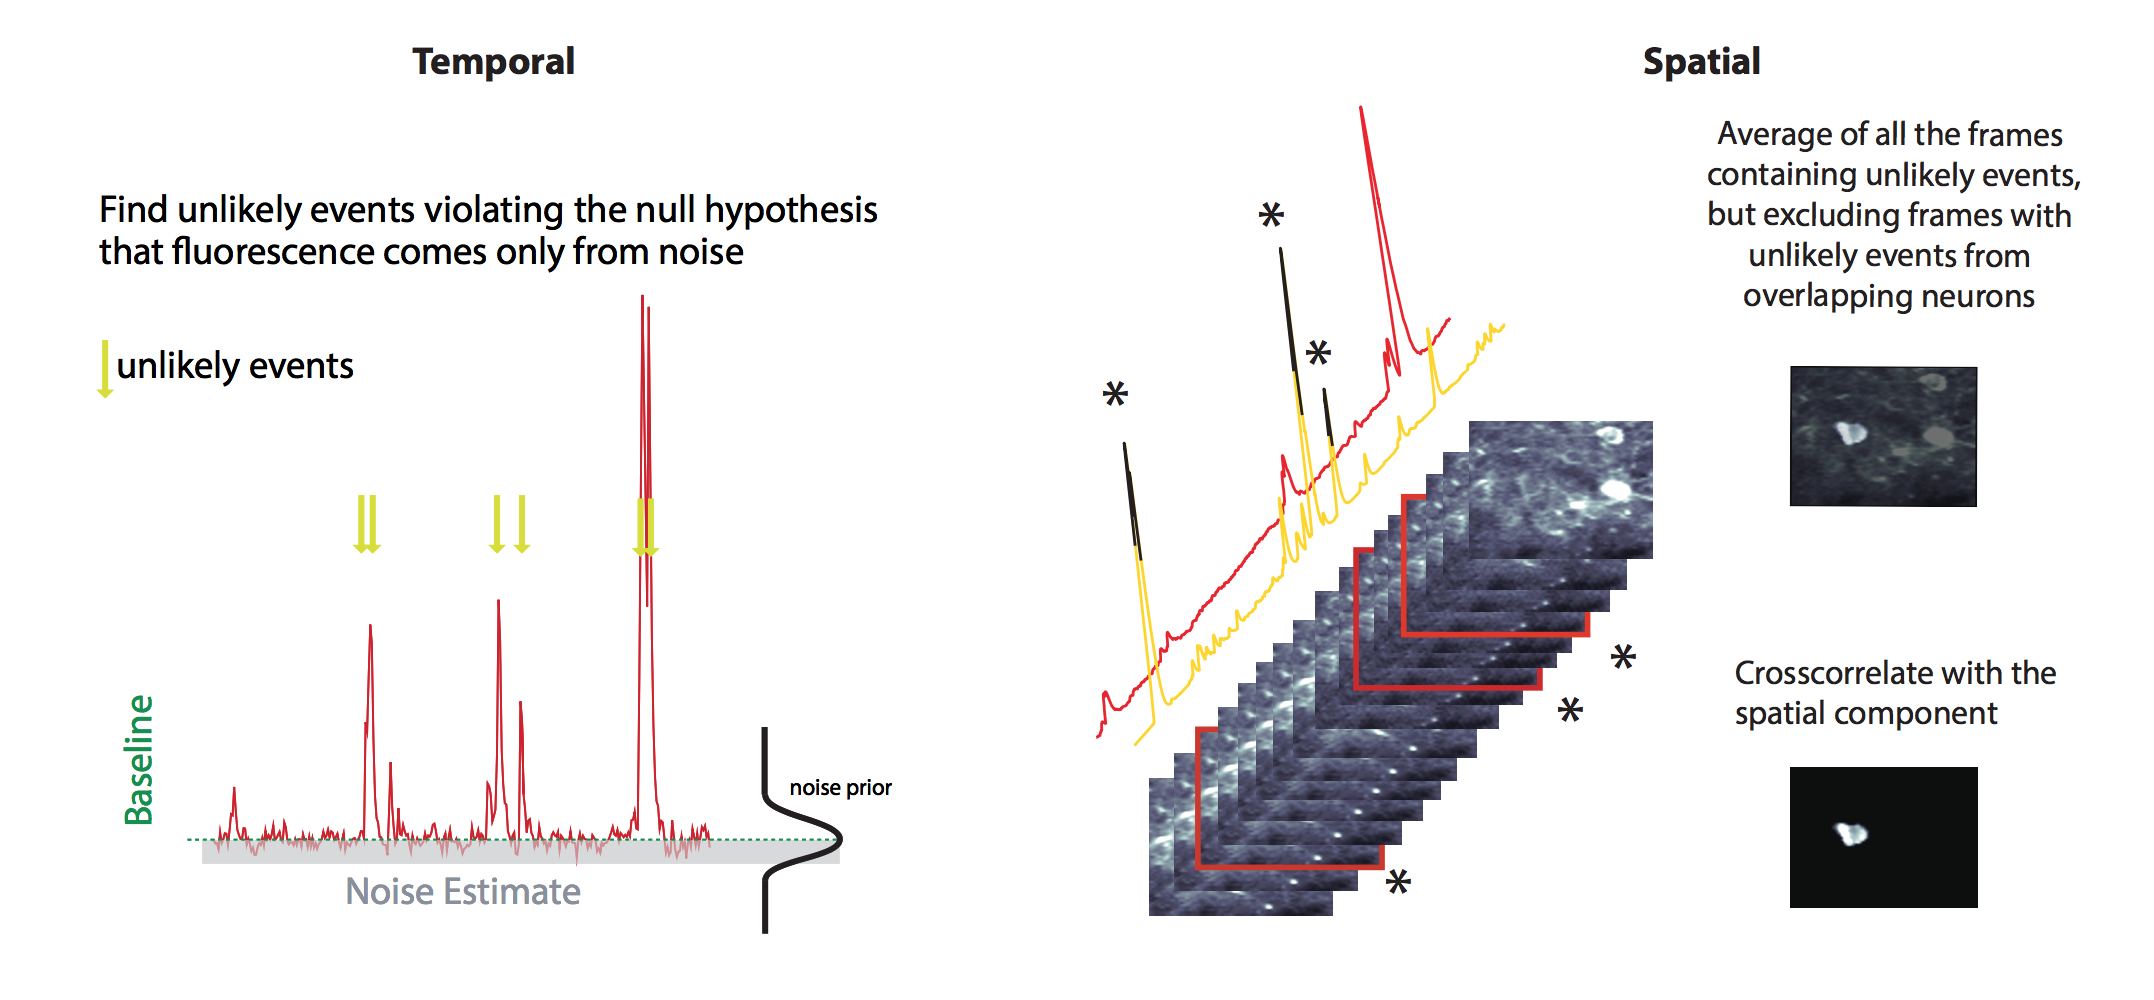 Temporal
Find unlikely events violating the null hypothesis
that fluorescence comes only from noise
unlikely events
Baseline
noise prior
Noise Estimate
Spatial
*
*
*
*
*
*
Average of all the frames
containing unlikely events,
but excluding frames with
unlikely events from
overlapping neurons
Crosscorrelate with the
spatial component